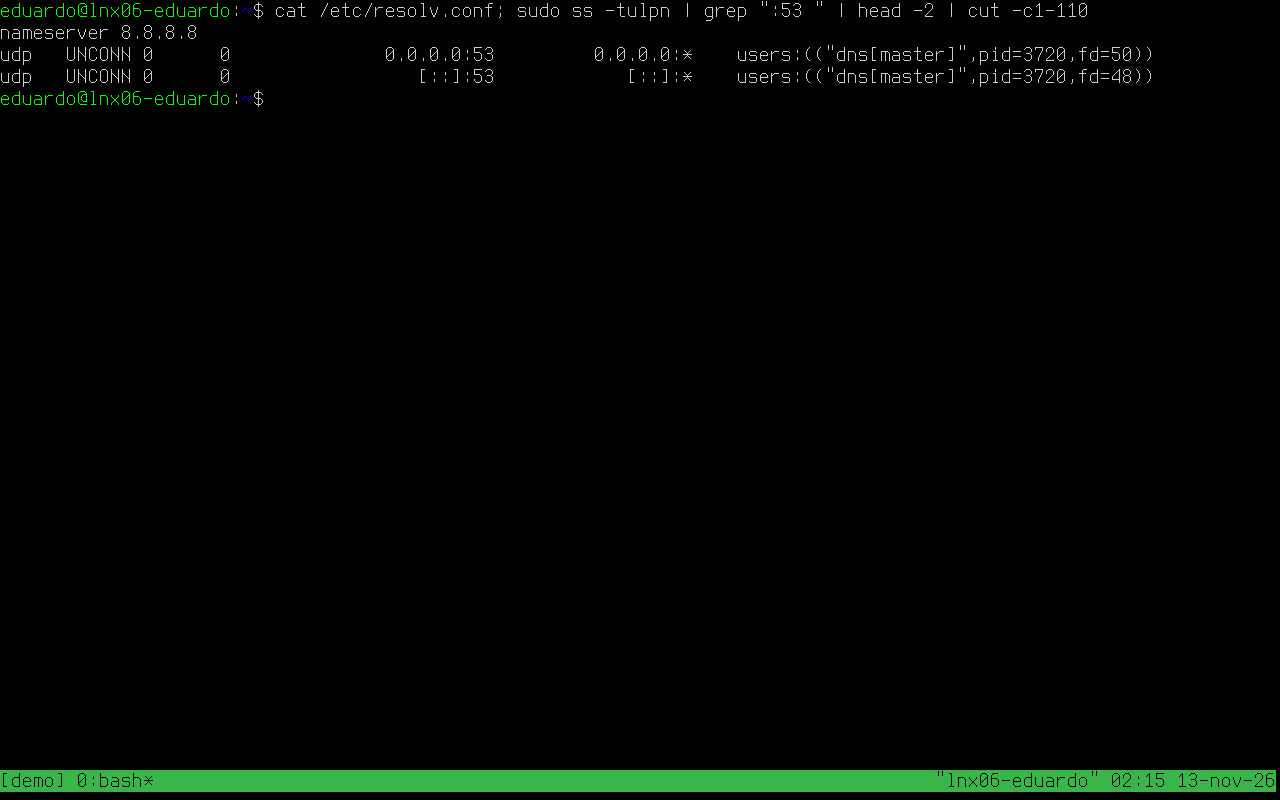 eduardo@lnx06-eduardo:~$ cat /etc/resolv.conf; sudo ss -tulpn | grep ":53 " | head -2 | cut -c1-110
nameserver 8.8.8.8
udp   UNCONN 0      0              0.0.0.0:53         0.0.0.0:*    users:(("dns[master]",pid=3720,fd=50))
udp   UNCONN 0      0                 [::]:53            [::]:*    users:(("dns[master]",pid=3720,fd=48))
eduardo@lnx06-eduardo:~$
[demo] 0:bash* "lnx06-eduardo" 02:15 13-nov-26